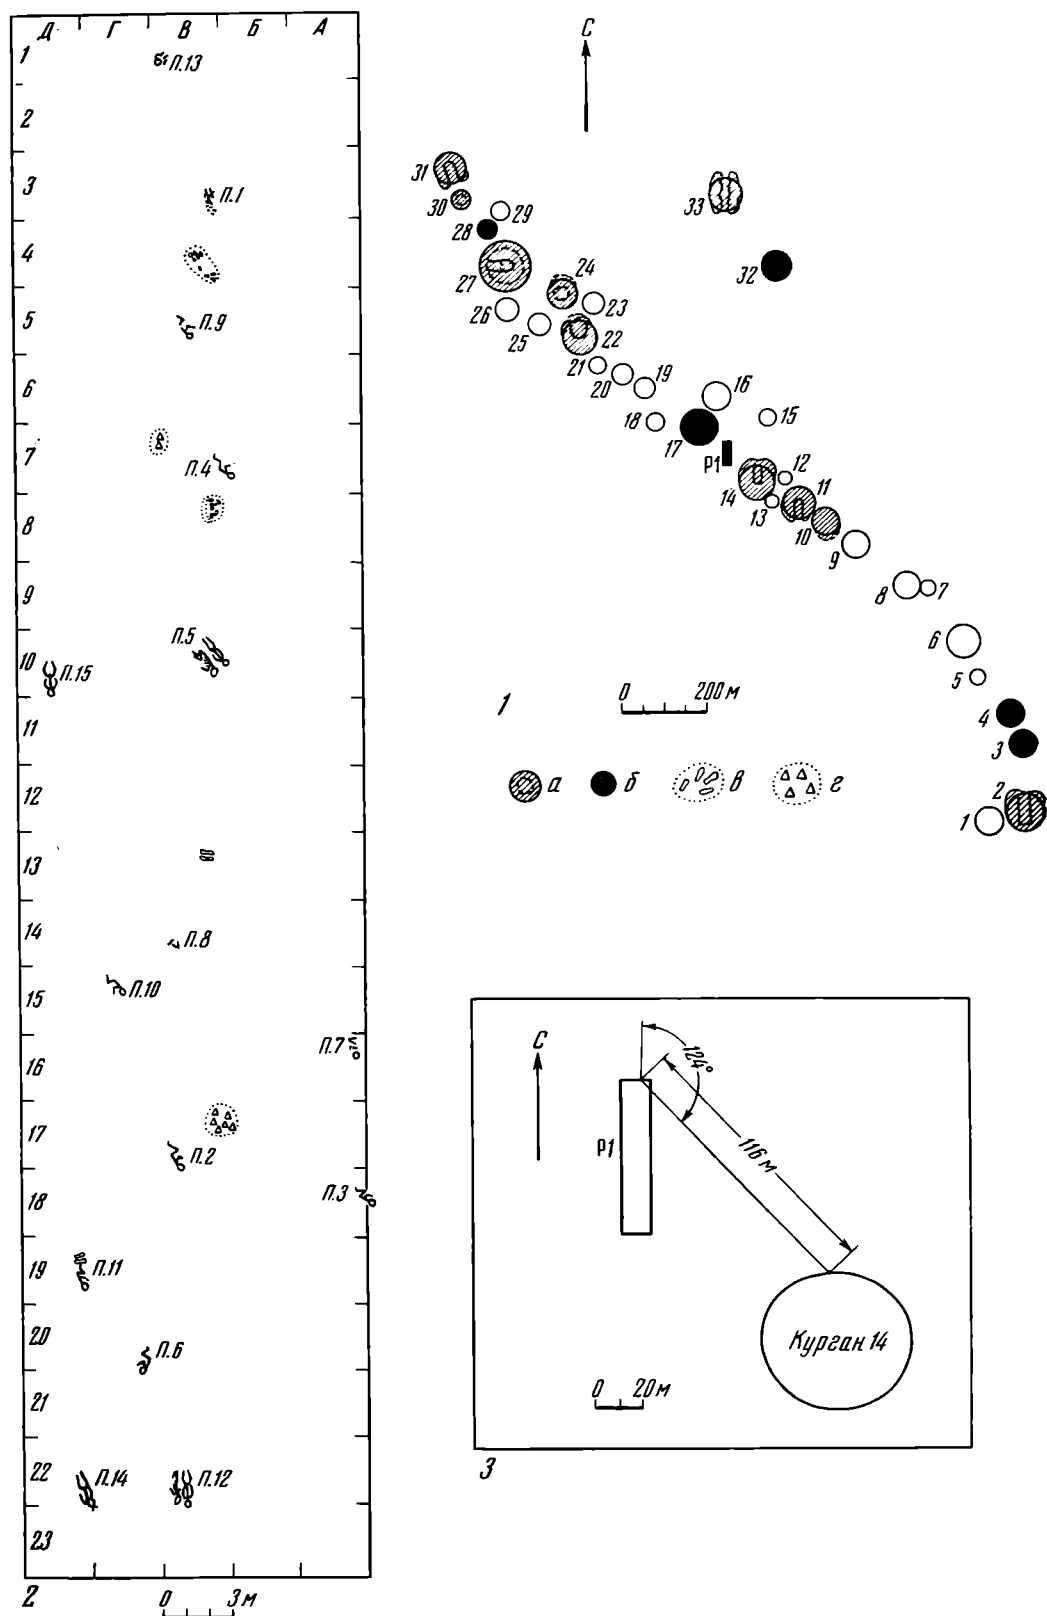 Д Г В Б А
1
П.13
2
3
П.1
4
5
П.9
6
7
П.4
8
9
П.5
10
П.15
11
12
13
14
П.8
15
П.10
16
П.7
17
П.2
18
П.3
19
П.11
20
П.6
21
22
П.14
П.12
23
2
0 3 м
С
31
30
29
28
27
26
25
24
23
22
21
20
19
18
17
16
15
Р1
14
13
12
11
10
9
8
7
6
5
4
3
2
1
33
32
1
0 200 м
а
б
в
г
С
124°
116 м
Р1
Курган 14
0 20 м
3